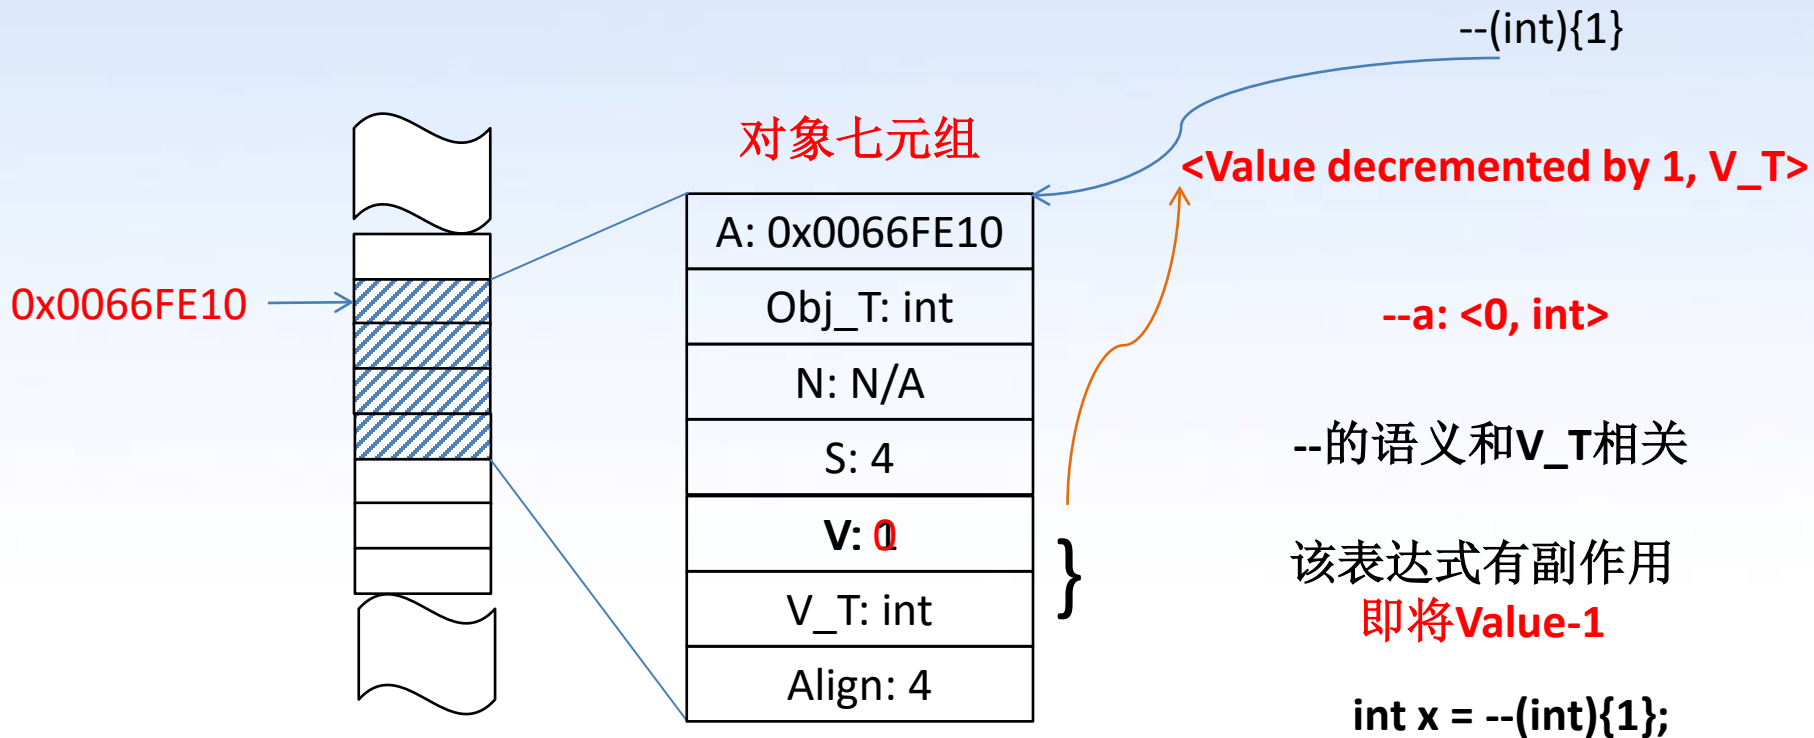 --(int){1}
对象七元组
<Value decremented by 1, V_T>
A: 0x0066FE10
0x0066FE10
Obj_T: int
--a: <0, int>
N: N/A
--的语义和V_T相关
S: 4
V: 0
该表达式有副作用
即将Value-1
V_T: int
Align: 4
int x = --(int){1};
}